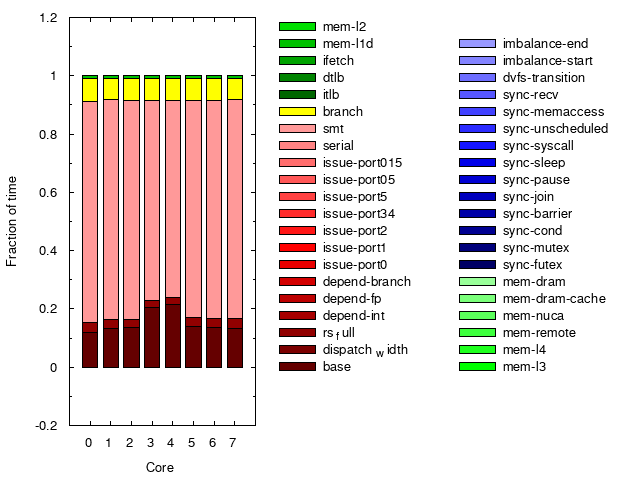 1.2
1
0.8
0.6
0.4
0.2
0
-0.2
Fraction of time
0 1 2 3 4 5 6 7
Core
mem-l2
mem-l1d
ifetch
dtlb
itlb
branch
smt
serial
issue-port015
issue-port05
issue-port5
issue-port34
issue-port2
issue-port1
issue-port0
depend-branch
depend-fp
depend-int
rsfull
dispatchwidth
base
imbalance-end
imbalance-start
dvfs-transition
sync-recv
sync-memaccess
sync-unscheduled
sync-syscall
sync-sleep
sync-pause
sync-join
sync-barrier
sync-cond
sync-mutex
sync-futex
mem-dram
mem-dram-cache
mem-nuca
mem-remote
mem-l4
mem-l3